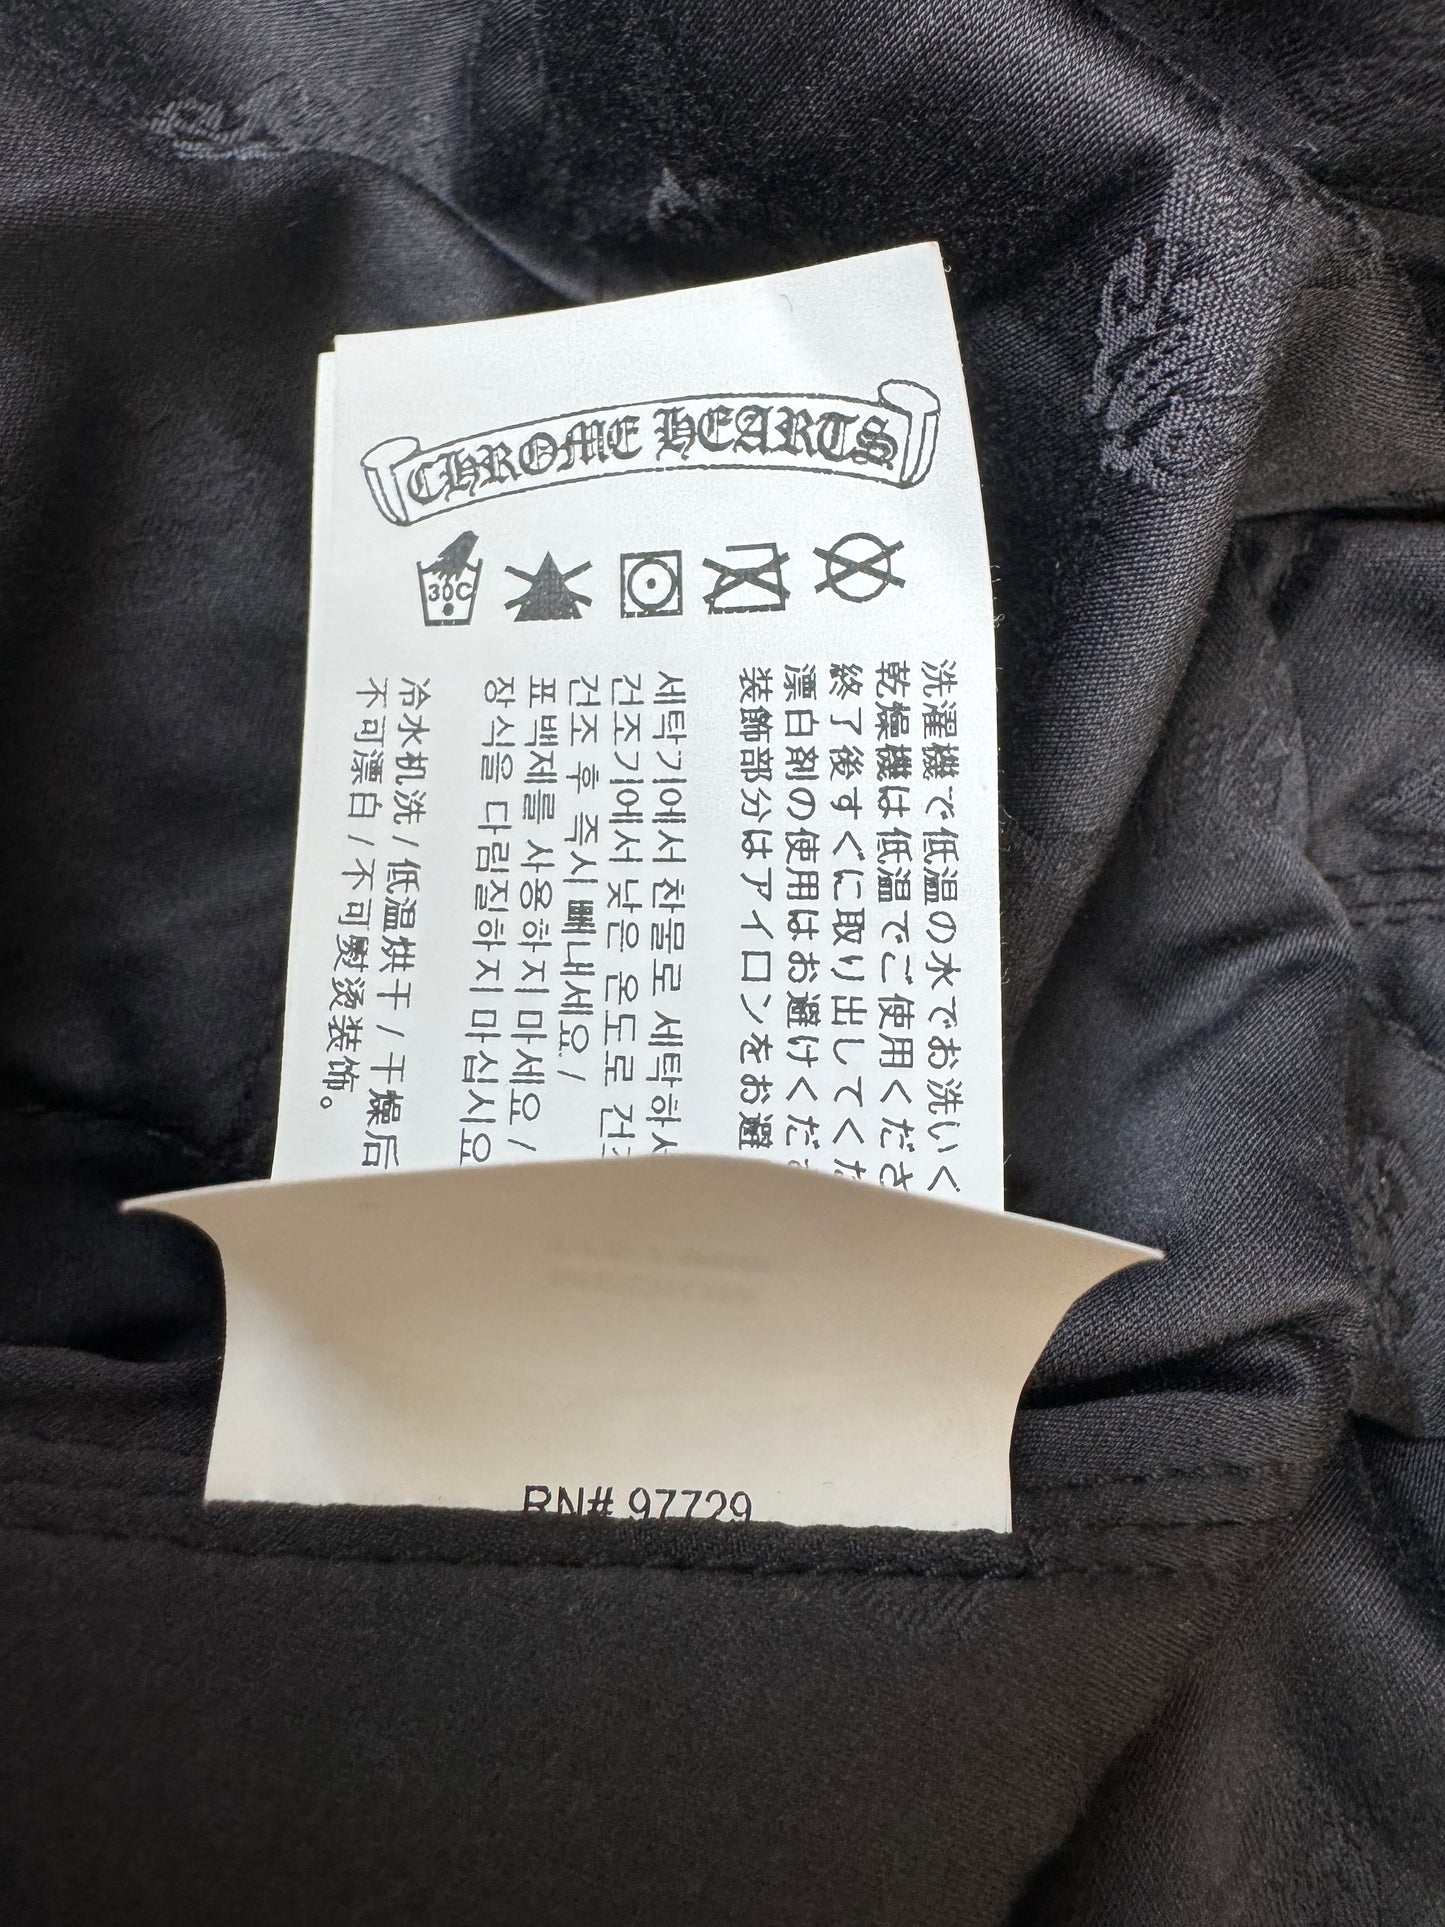 CHROME HEARTS
30C
洗濯機で低温の水でお洗いく
乾燥機は低温でご使用くださ
終了後すぐに取り出してくた
漂白剤の使用はお避けくださ
装飾部分はアイロンをお避
세탁기에서 찬물로 세탁하
건조기에서 낮은 온도로 건
건조 후 즉시 빼내세요 /
표백제를 사용하지 마세요 /
장식을 다림질하지 마십시오
冷水机洗 / 低温烘干 / 干燥后
不可漂白 / 不可熨烫装饰。
RN# 97729